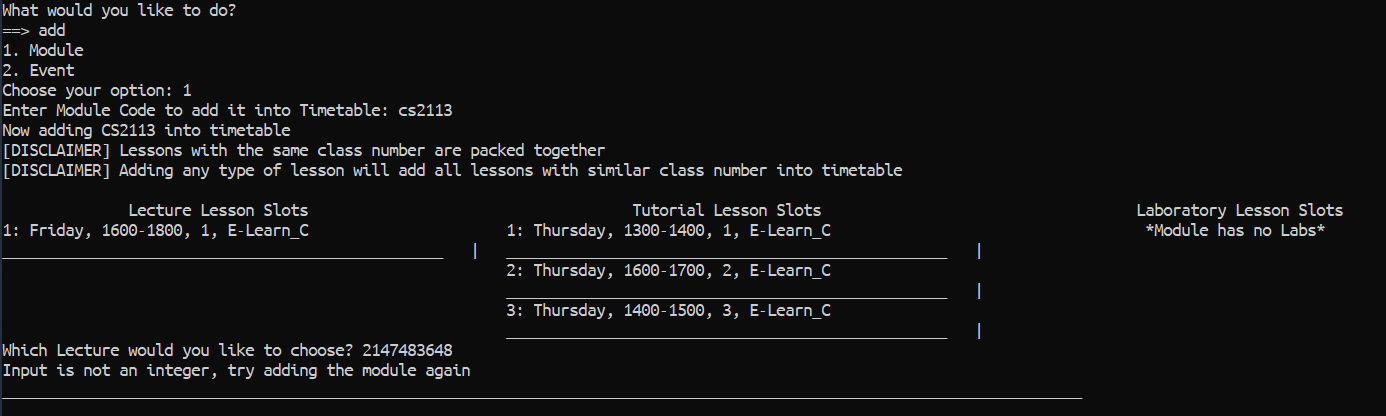 What would you like to do?
==> add
1. Module
2. Event
Choose your option: 1
Enter Module Code to add it into Timetable: cs2113
Now adding CS2113 into timetable
[DISCLAIMER] Lessons with the same class number are packed together
[DISCLAIMER] Adding any type of lesson will add all lessons with similar class number into timetable
Lecture Lesson Slots Tutorial Lesson Slots Laboratory Lesson Slots
1: Friday, 1600-1800, 1, E-Learn_C 1: Thursday, 1300-1400, 1, E-Learn_C *Module has no Labs*
2: Thursday, 1600-1700, 2, E-Learn_C
3: Thursday, 1400-1500, 3, E-Learn_C
Which Lecture would you like to choose? 2147483648
Input is not an integer, try adding the module again